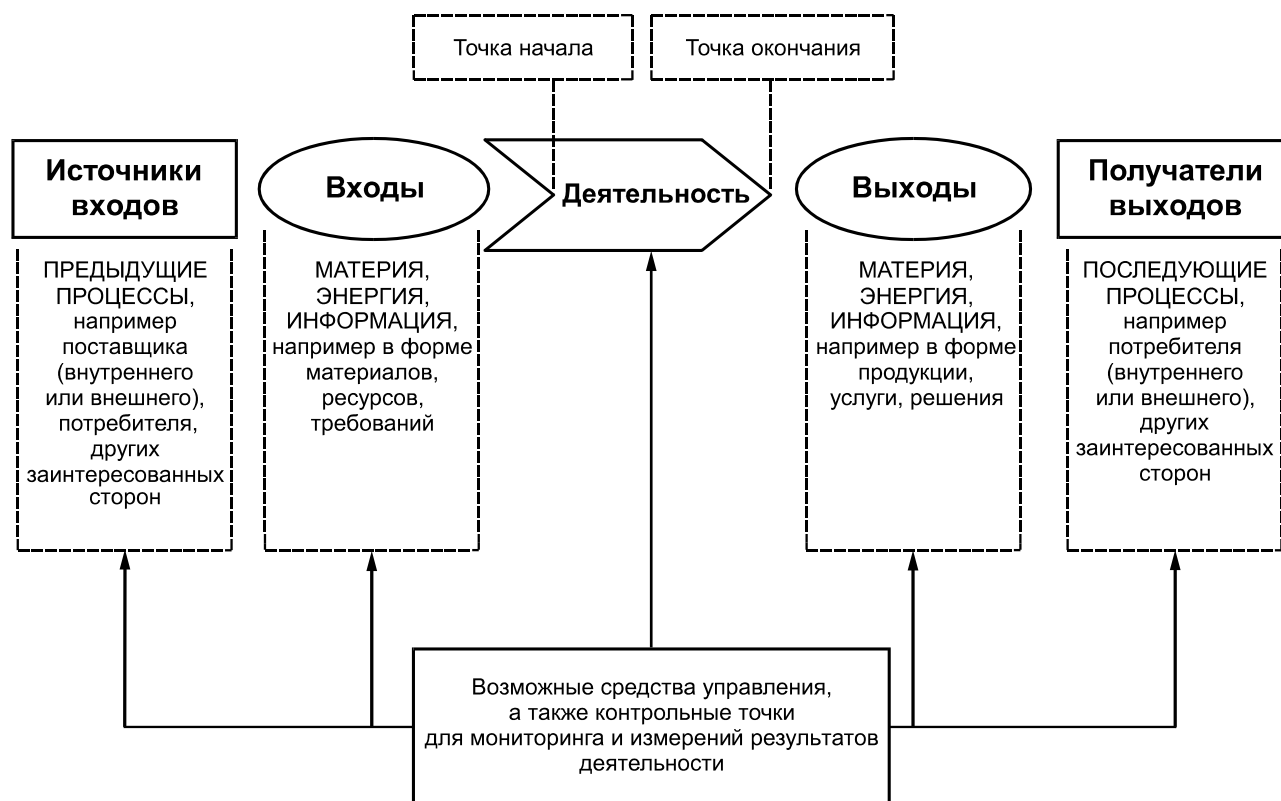 Точка начала
Точка окончания
Источники
входов
Входы
Деятельность
Выходы
Получатели
выходов
ПРЕДЫДУЩИЕ
ПРОЦЕССЫ,
например
поставщика
(внутреннего
или внешнего),
потребителя,
других
заинтересованных
сторон
МАТЕРИЯ,
ЭНЕРГИЯ,
ИНФОРМАЦИЯ,
например в форме
материалов,
ресурсов,
требований
МАТЕРИЯ,
ЭНЕРГИЯ,
ИНФОРМАЦИЯ,
например в форме
продукции,
услуги, решения
ПОСЛЕДУЮЩИЕ
ПРОЦЕССЫ,
например
потребителя
(внутреннего
или внешнего),
других
заинтересованных
сторон
Возможные средства управления,
а также контрольные точки
для мониторинга и измерений результатов
деятельности